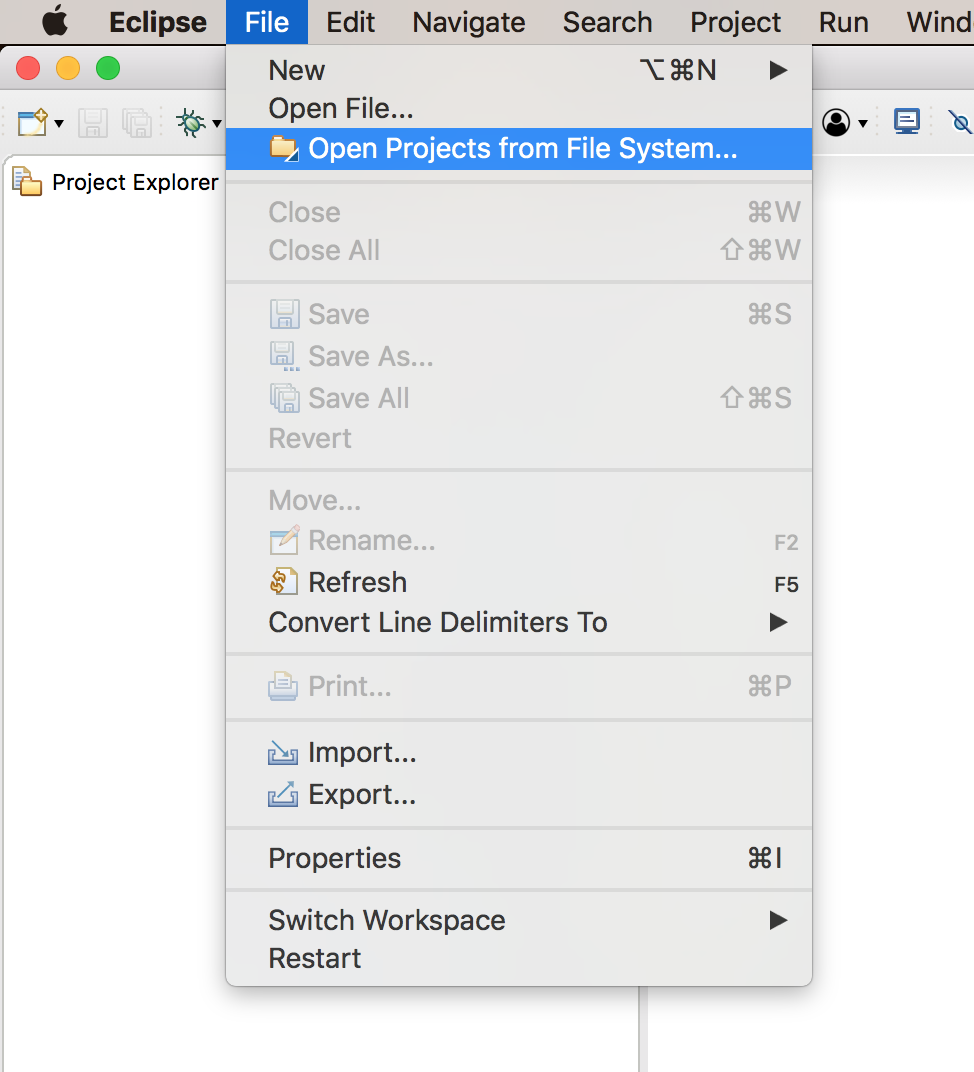 Eclipse File Edit Navigate Search Project Run Wind
New ⌥⌘N ▶
Open File...
Open Projects from File System...
Project Explorer
Close ⌘W
Close All ⇧⌘W
Save ⌘S
Save As...
Save All ⇧⌘S
Revert
Move...
Rename... F2
Refresh F5
Convert Line Delimiters To ▶
Print... ⌘P
Import...
Export...
Properties ⌘I
Switch Workspace ▶
Restart